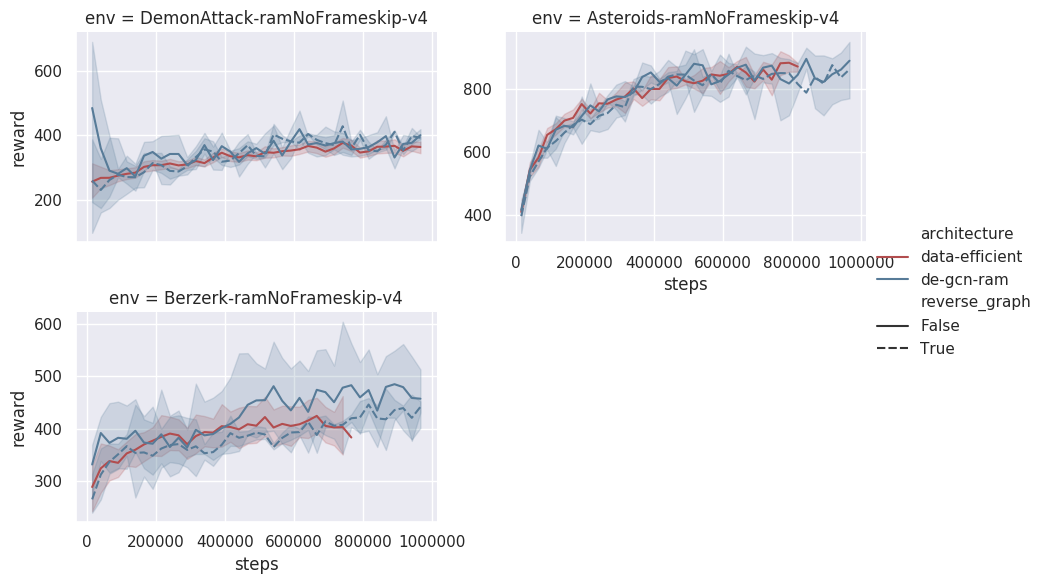 env = DemonAttack-ramNoFrameskip-v4
600
400
200
reward
env = Asteroids-ramNoFrameskip-v4
800
600
400
0 200000 400000 600000 800000 1000000
steps
env = Berzerk-ramNoFrameskip-v4
600
500
400
300
reward
0 200000 400000 600000 800000 1000000
steps
architecture
data-efficient
de-gcn-ram
reverse_graph
False
True